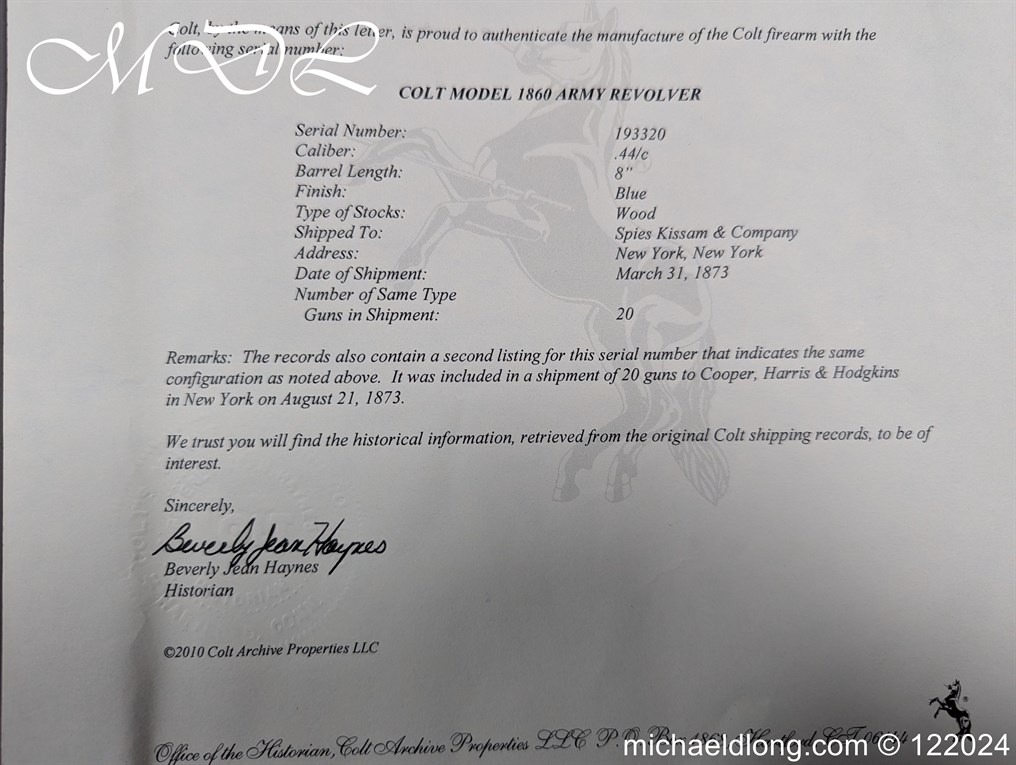 MDL
Colt, by the means of this letter, is proud to authenticate the manufacture of the Colt firearm with the
following serial number:
COLT MODEL 1860 ARMY REVOLVER
Serial Number: 193320
Caliber: .44/c
Barrel Length: 8"
Finish: Blue
Type of Stocks: Wood
Shipped To: Spies Kissam & Company
Address: New York, New York
Date of Shipment: March 31, 1873
Number of Same Type
Guns in Shipment: 20
Remarks: The records also contain a second listing for this serial number that indicates the same
configuration as noted above. It was included in a shipment of 20 guns to Cooper, Harris & Hodgkins
in New York on August 21, 1873.
We trust you will find the historical information, retrieved from the original Colt shipping records, to be of
interest.
Sincerely,
Beverly Jean Haynes
Beverly Jean Haynes
Historian
©2010 Colt Archive Properties LLC
Office of the Historian, Colt Archive Properties LLC P.O. Box
michaeldlong.com © 122024